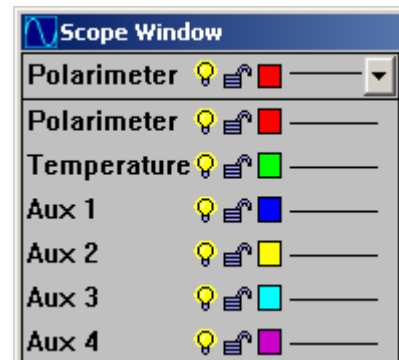 Scope Window
Polarimeter
Polarimeter
Temperature
Aux 1
Aux 2
Aux 3
Aux 4